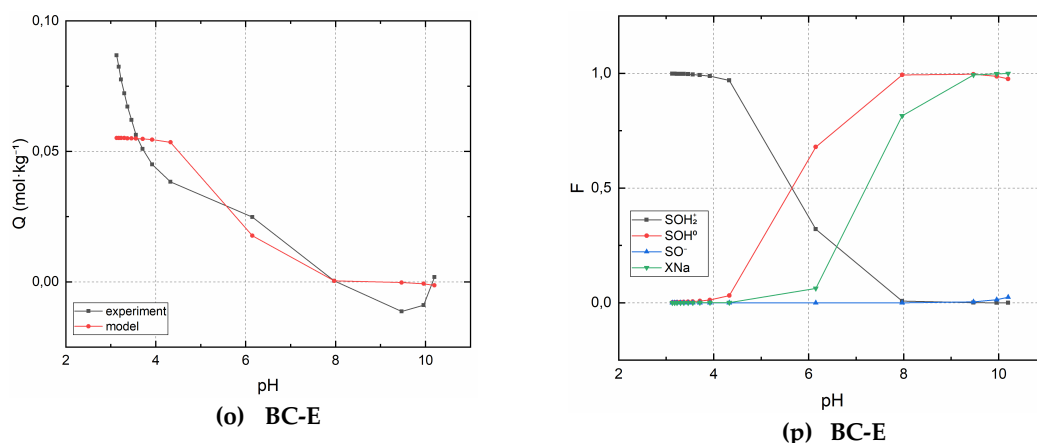 0,10
0,05
0,00
Q (mol·kg⁻¹)
experiment
model
2 4 6 8 10
pH
(o) BC-E
1,0
0,5
0,0
F
SOH₂⁺
SOH⁰
SO⁻
XNa
2 4 6 8 10
pH
(p) BC-E